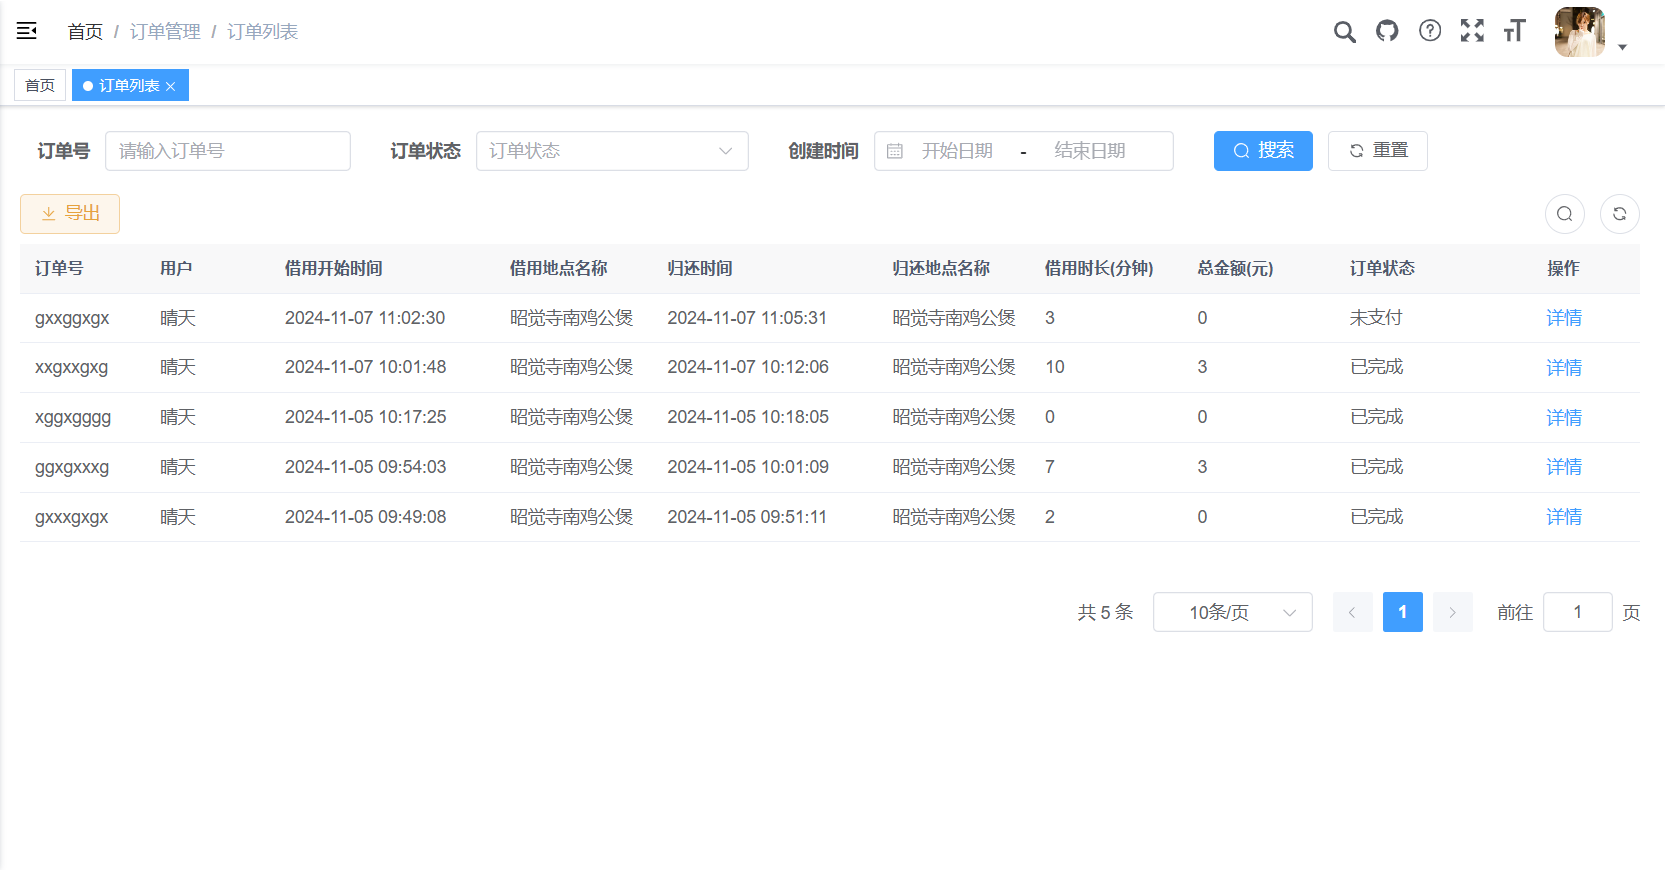 首页 / 订单管理 / 订单列表
首页 订单列表
订单号 请输入订单号 订单状态 订单状态 创建时间 开始日期 - 结束日期 搜索 重置
导出
订单号 用户 借用开始时间 借用地点名称 归还时间 归还地点名称 借用时长(分钟) 总金额(元) 订单状态 操作
gxxggxgx 晴天 2024-11-07 11:02:30 昭觉寺南鸡公煲 2024-11-07 11:05:31 昭觉寺南鸡公煲 3 0 未支付 详情
xxgxxgxg 晴天 2024-11-07 10:01:48 昭觉寺南鸡公煲 2024-11-07 10:12:06 昭觉寺南鸡公煲 10 3 已完成 详情
xggxgggg 晴天 2024-11-05 10:17:25 昭觉寺南鸡公煲 2024-11-05 10:18:05 昭觉寺南鸡公煲 0 0 已完成 详情
ggxgxxxg 晴天 2024-11-05 09:54:03 昭觉寺南鸡公煲 2024-11-05 10:01:09 昭觉寺南鸡公煲 7 3 已完成 详情
gxxxgxgx 晴天 2024-11-05 09:49:08 昭觉寺南鸡公煲 2024-11-05 09:51:11 昭觉寺南鸡公煲 2 0 已完成 详情
共 5 条 10条/页 1 前往 1 页